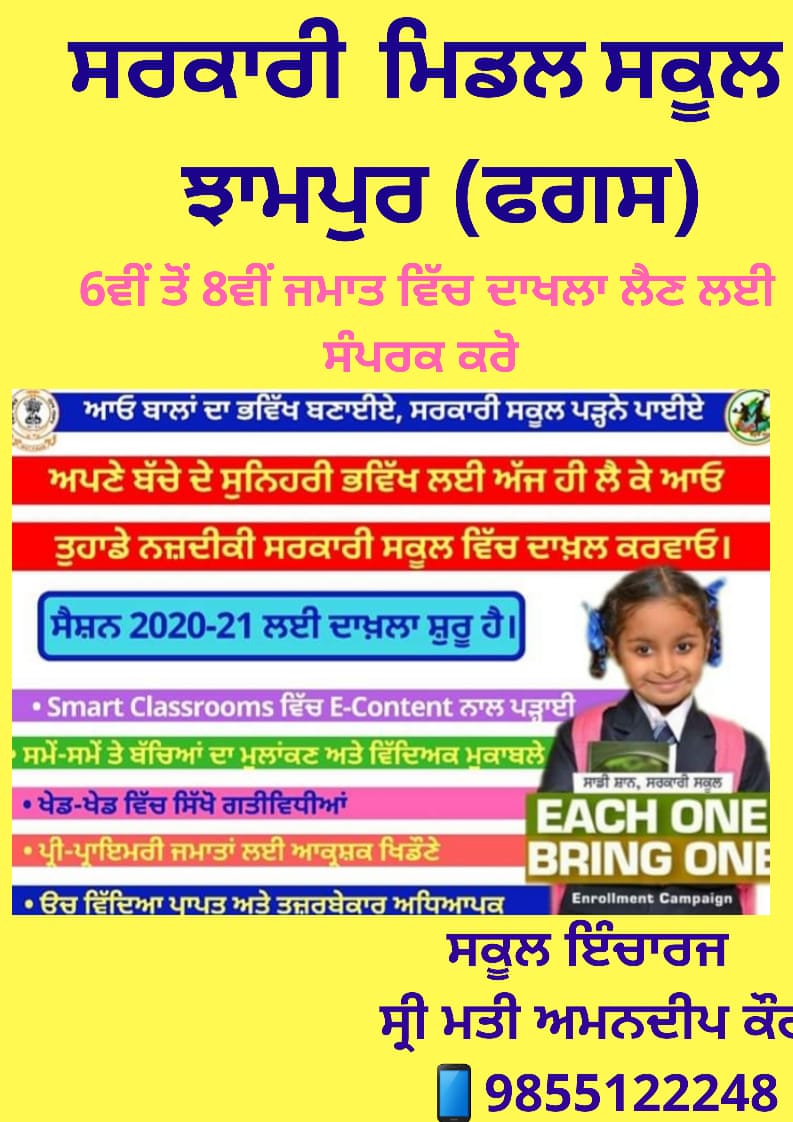 ਸਰਕਾਰੀ ਮਿਡਲ ਸਕੂਲ
ਝਾਮਪੁਰ (ਫਗਸ)
6ਵੀਂ ਤੋਂ 8ਵੀਂ ਜਮਾਤ ਵਿੱਚ ਦਾਖਲਾ ਲੈਣ ਲਈ
ਸੰਪਰਕ ਕਰੋ
ਆਓ ਬਾਲਾਂ ਦਾ ਭਵਿੱਖ ਬਣਾਈਏ, ਸਰਕਾਰੀ ਸਕੂਲ ਪੜ੍ਹਨੇ ਪਾਈਏ
ਅਪਣੇ ਬੱਚੇ ਦੇ ਸੁਨਿਹਰੀ ਭਵਿੱਖ ਲਈ ਅੱਜ ਹੀ ਲੈ ਕੇ ਆਓ
ਤੁਹਾਡੇ ਨਜ਼ਦੀਕੀ ਸਰਕਾਰੀ ਸਕੂਲ ਵਿੱਚ ਦਾਖ਼ਲ ਕਰਵਾਓ।
ਸੈਸ਼ਨ 2020-21 ਲਈ ਦਾਖ਼ਲਾ ਸ਼ੁਰੂ ਹੈ।
• Smart Classrooms ਵਿੱਚ E-Content ਨਾਲ ਪੜ੍ਹਾਈ
• ਸਮੇਂ-ਸਮੇਂ ਤੇ ਬੱਚਿਆਂ ਦਾ ਮੁਲਾਂਕਣ ਅਤੇ ਵਿੱਦਿਅਕ ਮੁਕਾਬਲੇ
• ਖੇਡ-ਖੇਡ ਵਿੱਚ ਸਿੱਖੋ ਗਤੀਵਿਧੀਆਂ
• ਪ੍ਰੀ-ਪ੍ਰਾਇਮਰੀ ਜਮਾਤਾਂ ਲਈ ਆਕ੍ਰਸ਼ਕ ਖਿਡੌਣੇ
• ਉਚ ਵਿੱਦਿਆ ਪ੍ਰਾਪਤ ਅਤੇ ਤਜ਼ਰਬੇਕਾਰ ਅਧਿਆਪਕ
ਸਾਡੀ ਸ਼ਾਨ, ਸਰਕਾਰੀ ਸਕੂਲ
EACH ONE
BRING ONE
Enrollment Campaign
ਸਕੂਲ ਇੰਚਾਰਜ
ਸ੍ਰੀ ਮਤੀ ਅਮਨਦੀਪ ਕੌਰ
9855122248